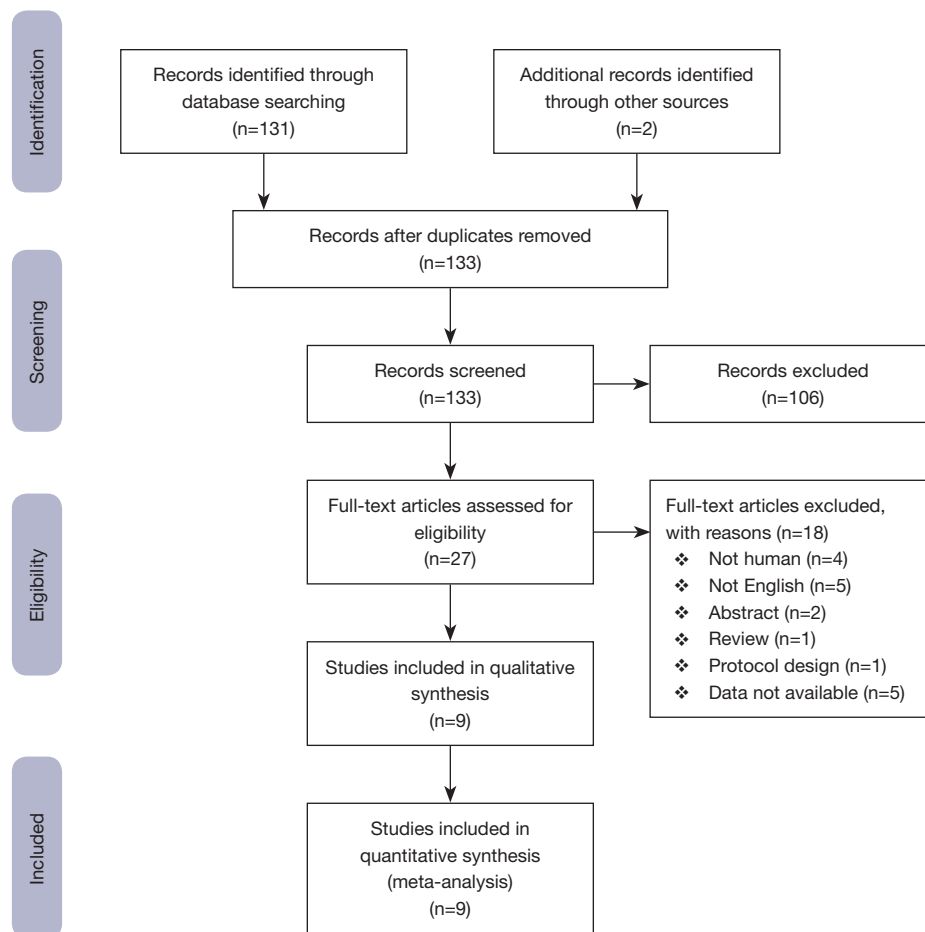 Identification
Records identified through
database searching
(n=131)
Additional records identified
through other sources
(n=2)
Records after duplicates removed
(n=133)
Screening
Records screened
(n=133)
Records excluded
(n=106)
Eligibility
Full-text articles assessed for
eligibility
(n=27)
Full-text articles excluded,
with reasons (n=18)
❖ Not human (n=4)
❖ Not English (n=5)
❖ Abstract (n=2)
❖ Review (n=1)
❖ Protocol design (n=1)
❖ Data not available (n=5)
Studies included in qualitative
synthesis
(n=9)
Included
Studies included in
quantitative synthesis
(meta-analysis)
(n=9)